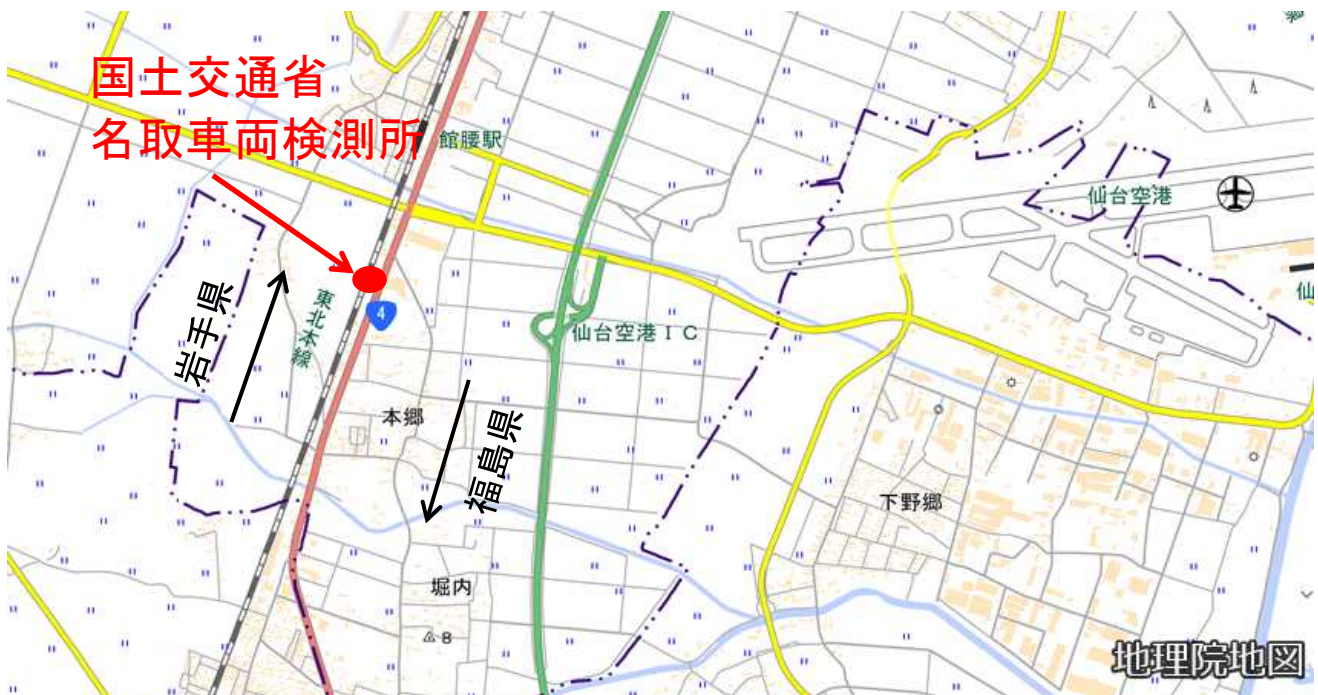 国土交通省
名取車両検測所
館腰駅
仙台空港
岩手県
東北本線
4
仙台空港IC
仙
本郷
福島県
下野郷
堀内
8
地理院地図